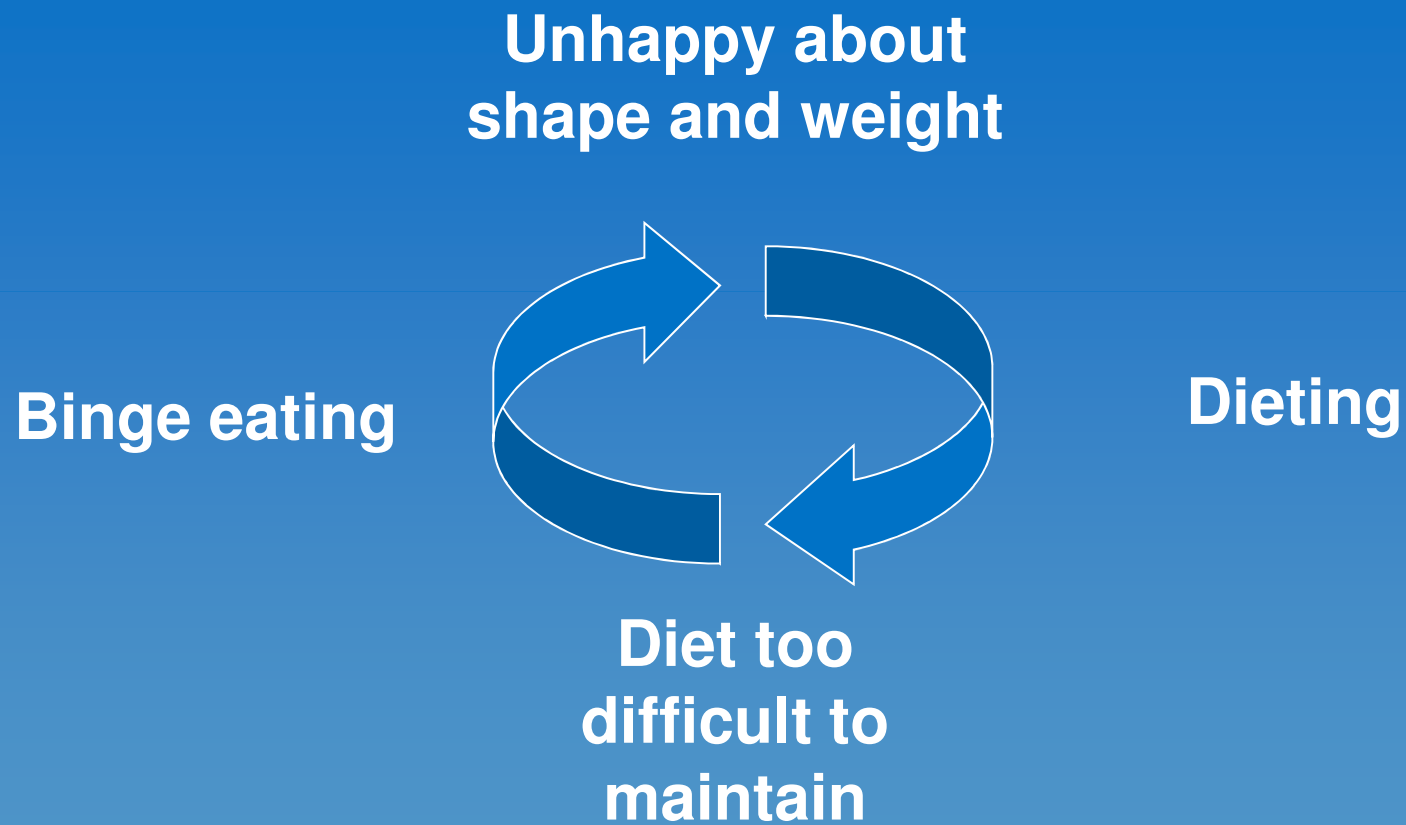 Unhappy about
shape and weight
Binge eating
Dieting
Diet too
difficult to
maintain